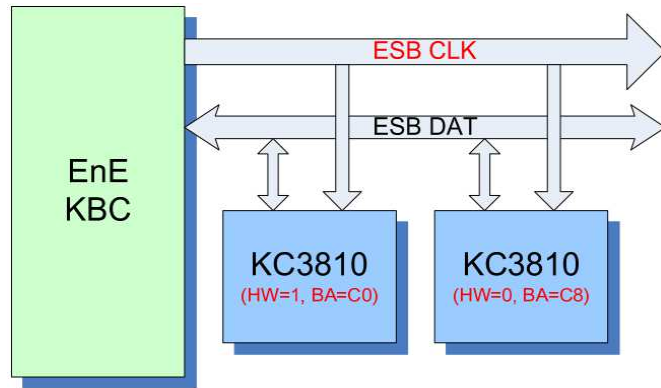 ESB CLK
ESB DAT
EnE
KBC
KC3810
(HW=1, BA=C0)
KC3810
(HW=0, BA=C8)